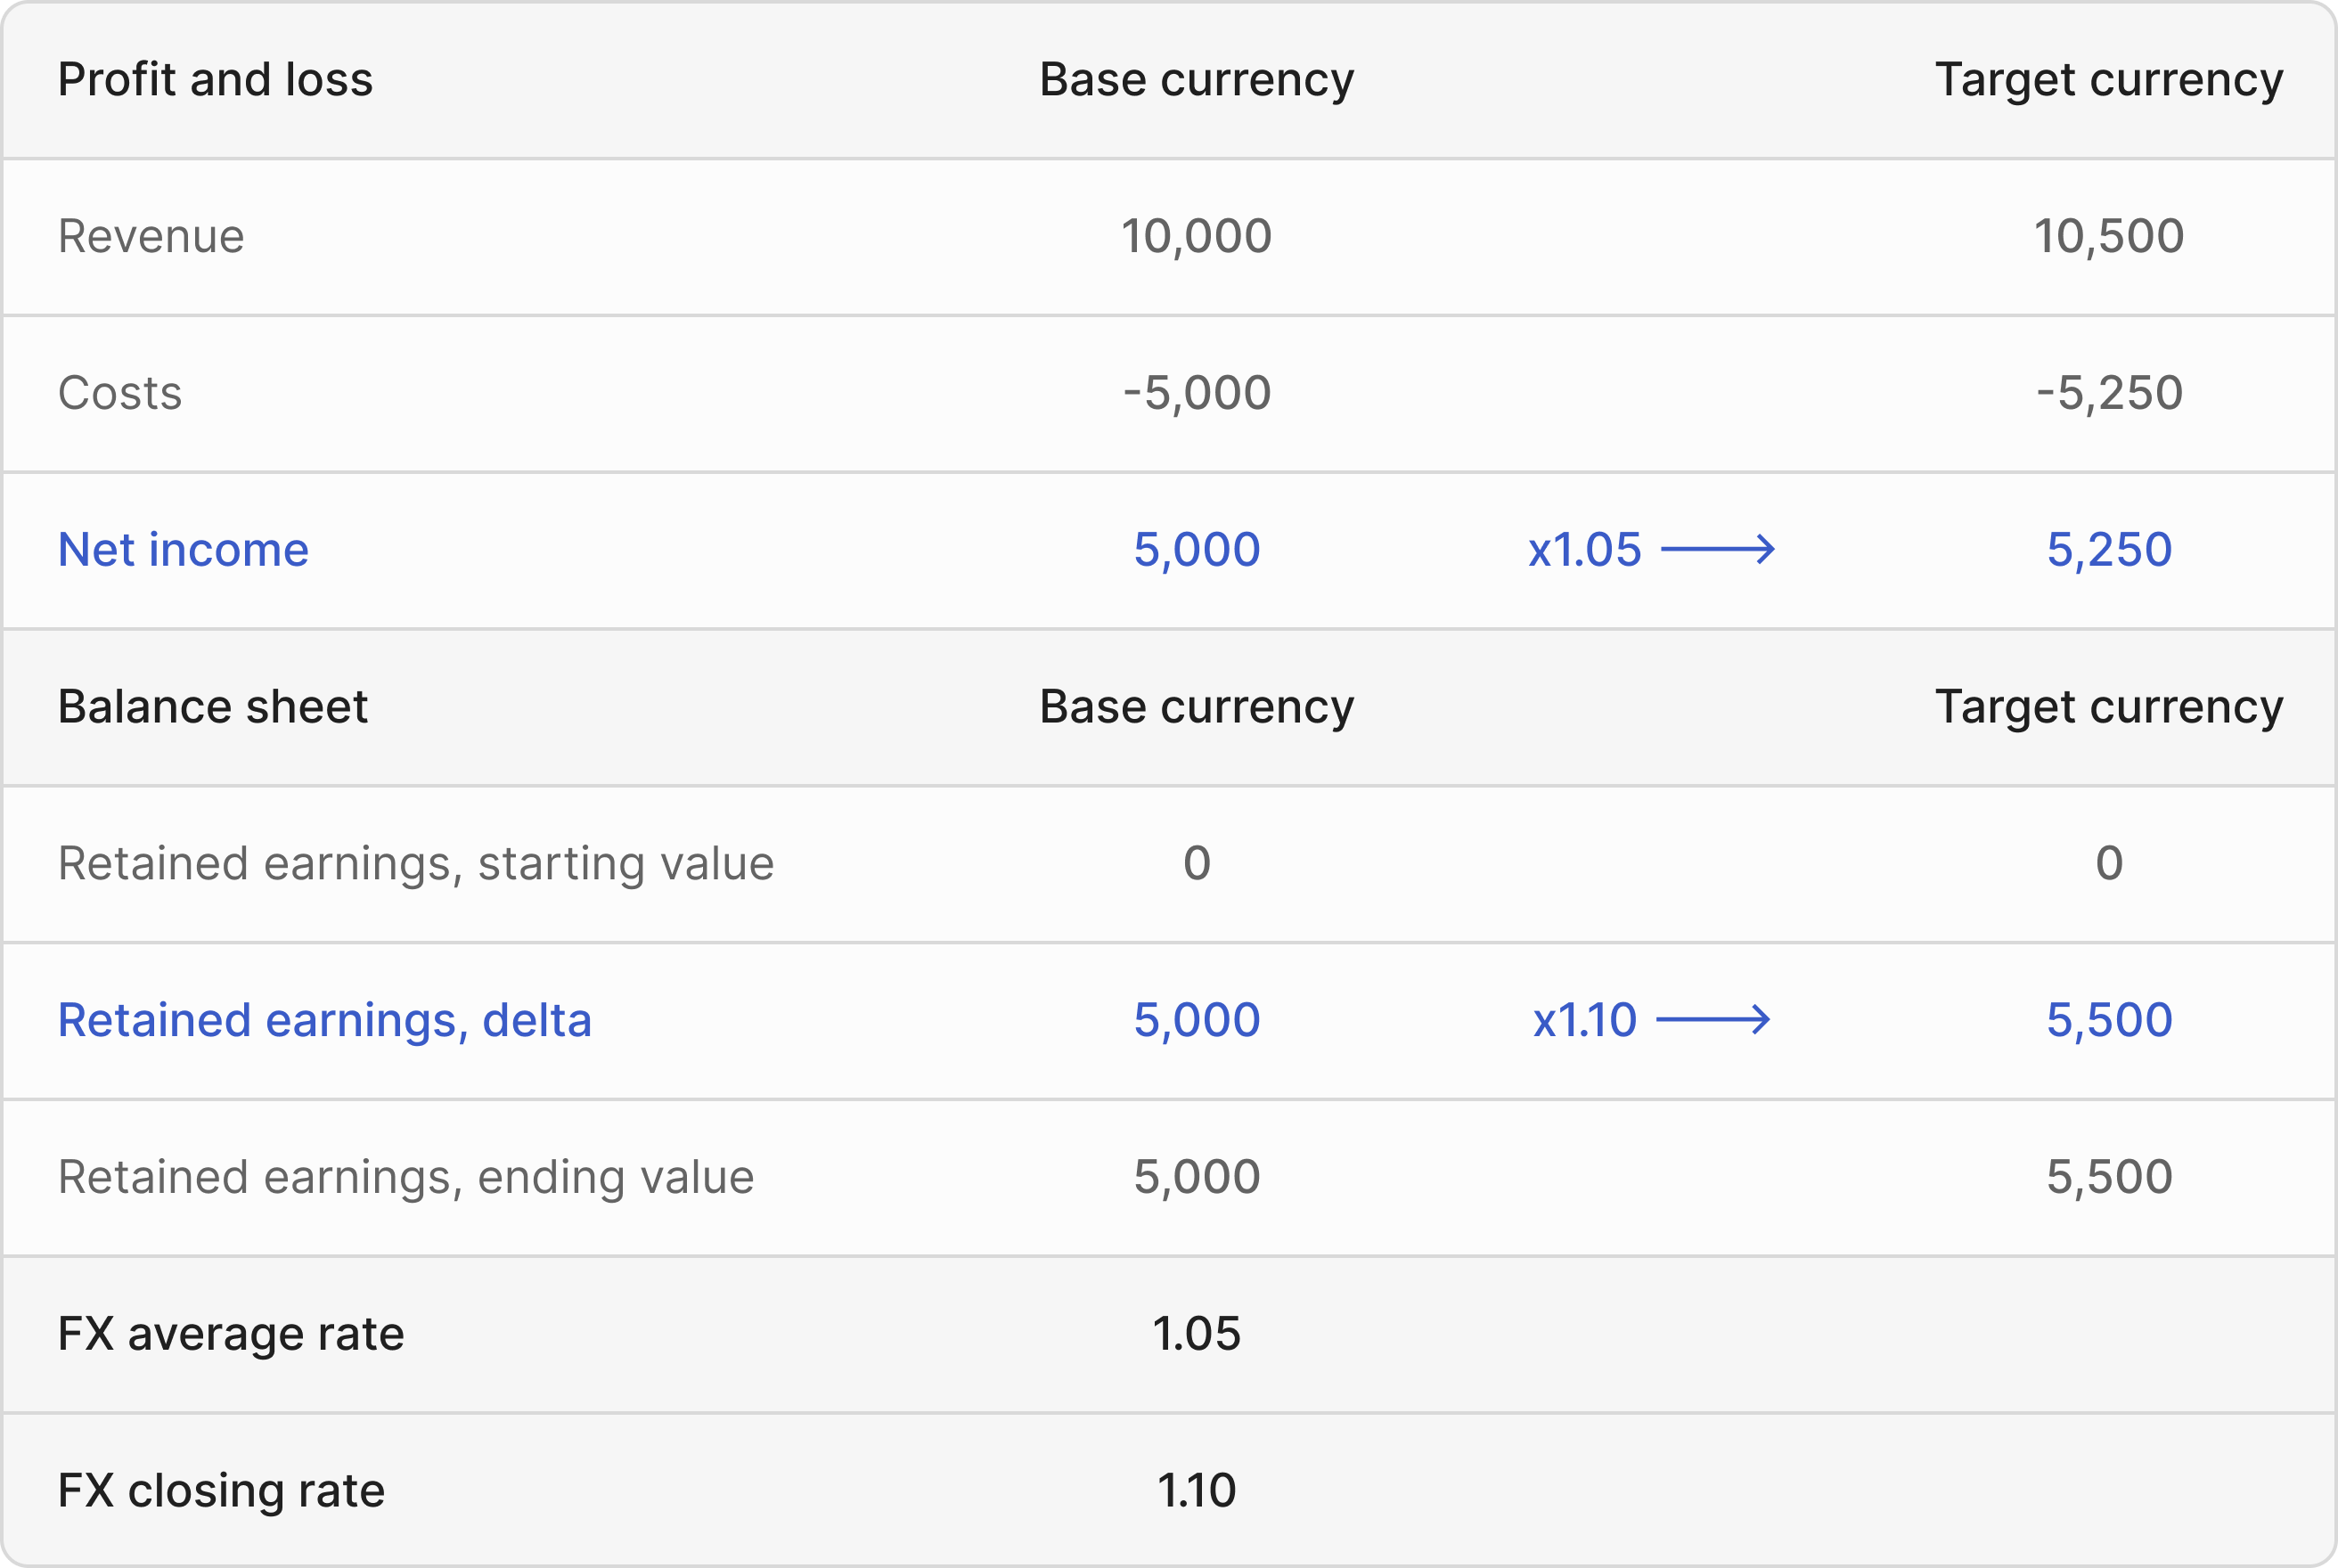 Profit and loss Base currency Target currency
Revenue 10,000 10,500
Costs -5,000 -5,250
Net income 5,000 x1.05 → 5,250
Balance sheet Base currency Target currency
Retained earnings, starting value 0 0
Retained earnings, delta 5,000 x1.10 → 5,500
Retained earnings, ending value 5,000 5,500
FX average rate 1.05
FX closing rate 1.10